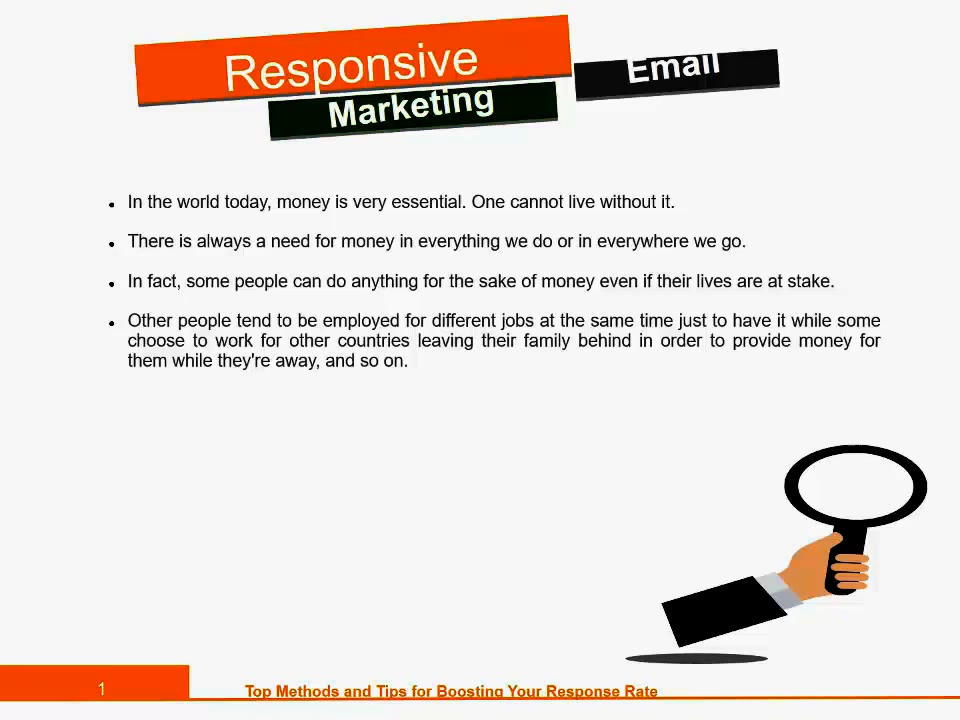 Responsive
Email
Marketing
In the world today, money is very essential. One cannot live without it.
There is always a need for money in everything we do or in everywhere we go.
In fact, some people can do anything for the sake of money even if their lives are at stake.
Other people tend to be employed for different jobs at the same time just to have it while some
choose to work for other countries leaving their family behind in order to provide money for
them while they're away, and so on.
1
Top Methods and Tips for Boosting Your Response Rate